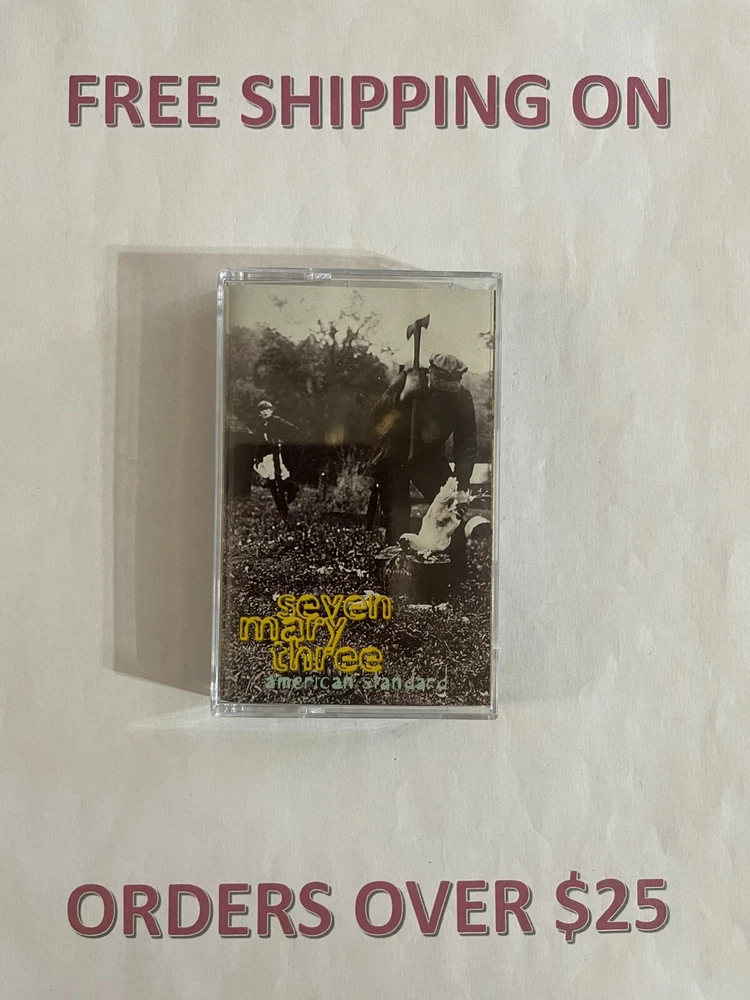 FREE SHIPPING ON
seven
mary
three
american standard
ORDERS OVER $25